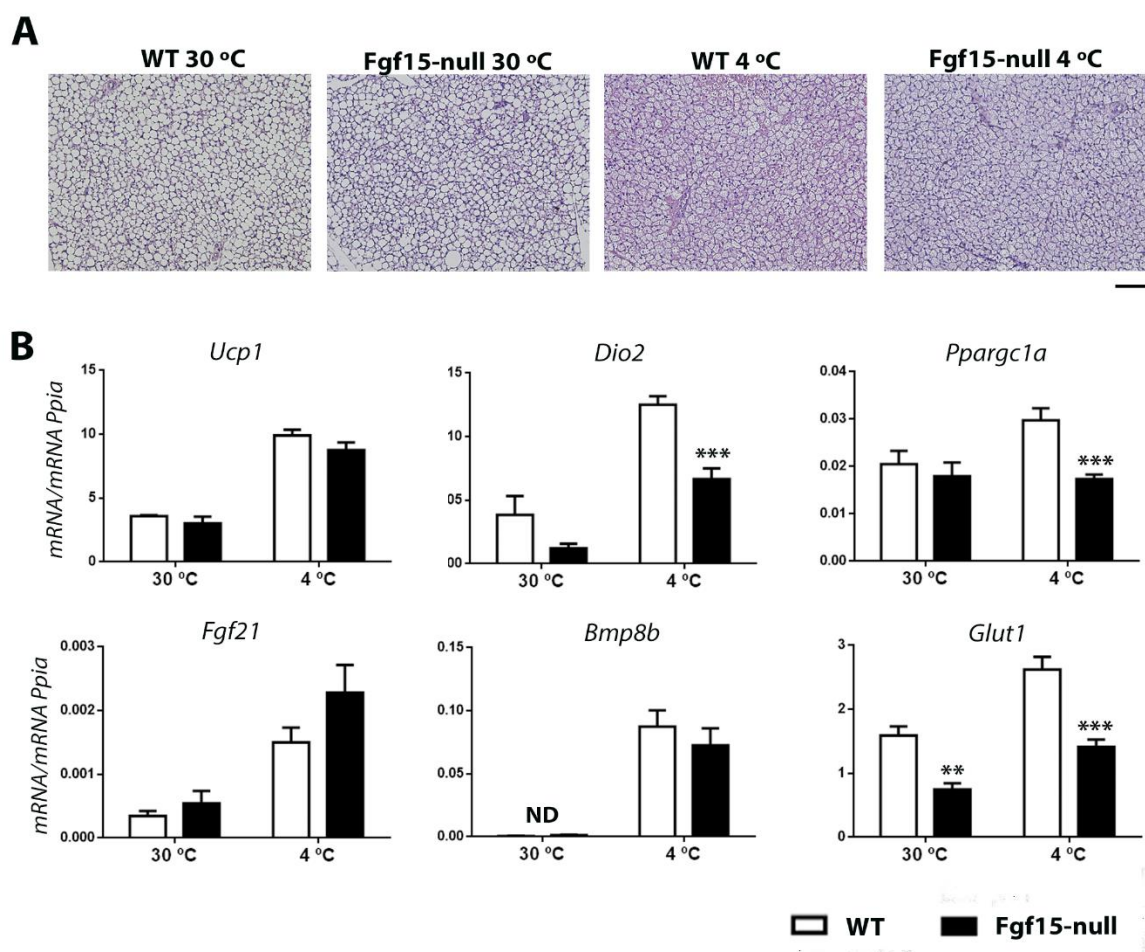 A
WT 30 ºC
Fgf15-null 30 ºC
WT 4 ºC
Fgf15-null 4 ºC
B
Ucp1
mRNA/mRNA Ppia
15
10
5
0
30 ºC
4 ºC
Dio2
.15
.10
.05
.00
***
30 ºC
4 ºC
Ppargc1a
0.04
0.03
0.02
0.01
0.00
***
30 ºC
4 ºC
Fgf21
mRNA/mRNA Ppia
0.003
0.002
0.001
0.000
30 ºC
4 ºC
Bmp8b
0.15
0.10
0.05
0.00
ND
30 ºC
4 ºC
Glut1
3
2
1
0
**
***
30 ºC
4 ºC
WT
Fgf15-null